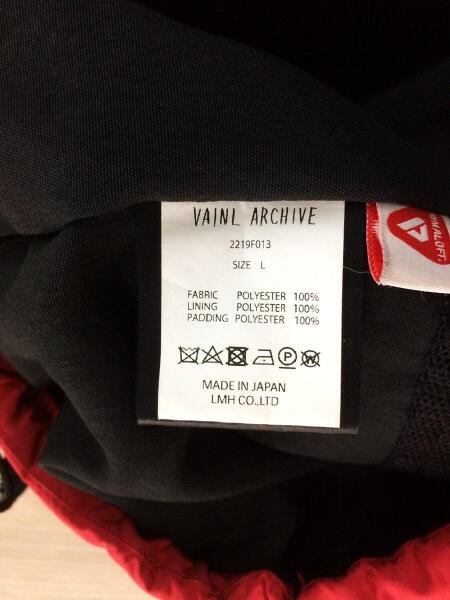 VAINL ARCHIVE
2219F013
SIZE L
FABRIC POLYESTER 100%
LINING POLYESTER 100%
PADDING POLYESTER 100%
P
MADE IN JAPAN
LMH CO.,LTD